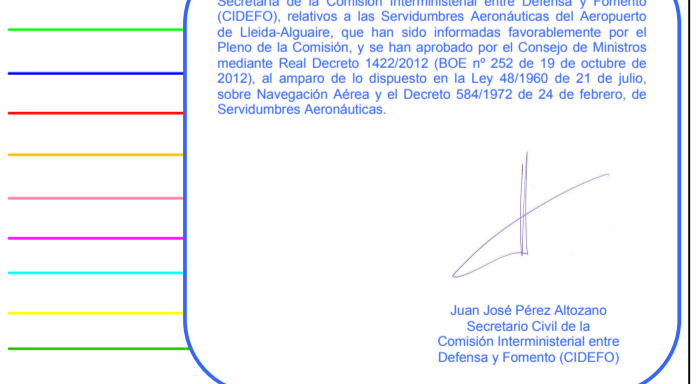 Secretaría de la Comisión Interministerial entre Defensa y Fomento
(CIDEFO), relativos a las Servidumbres Aeronáuticas del Aeropuerto
de Lleida-Alguaire, que han sido informadas favorablemente por el
Pleno de la Comisión, y se han aprobado por el Consejo de Ministros
mediante Real Decreto 1422/2012 (BOE nº 252 de 19 de octubre de
2012), al amparo de lo dispuesto en la Ley 48/1960 de 21 de julio,
sobre Navegación Aérea y el Decreto 584/1972 de 24 de febrero, de
Servidumbres Aeronáuticas.
Juan José Pérez Altozano
Secretario Civil de la
Comisión Interministerial entre
Defensa y Fomento (CIDEFO)